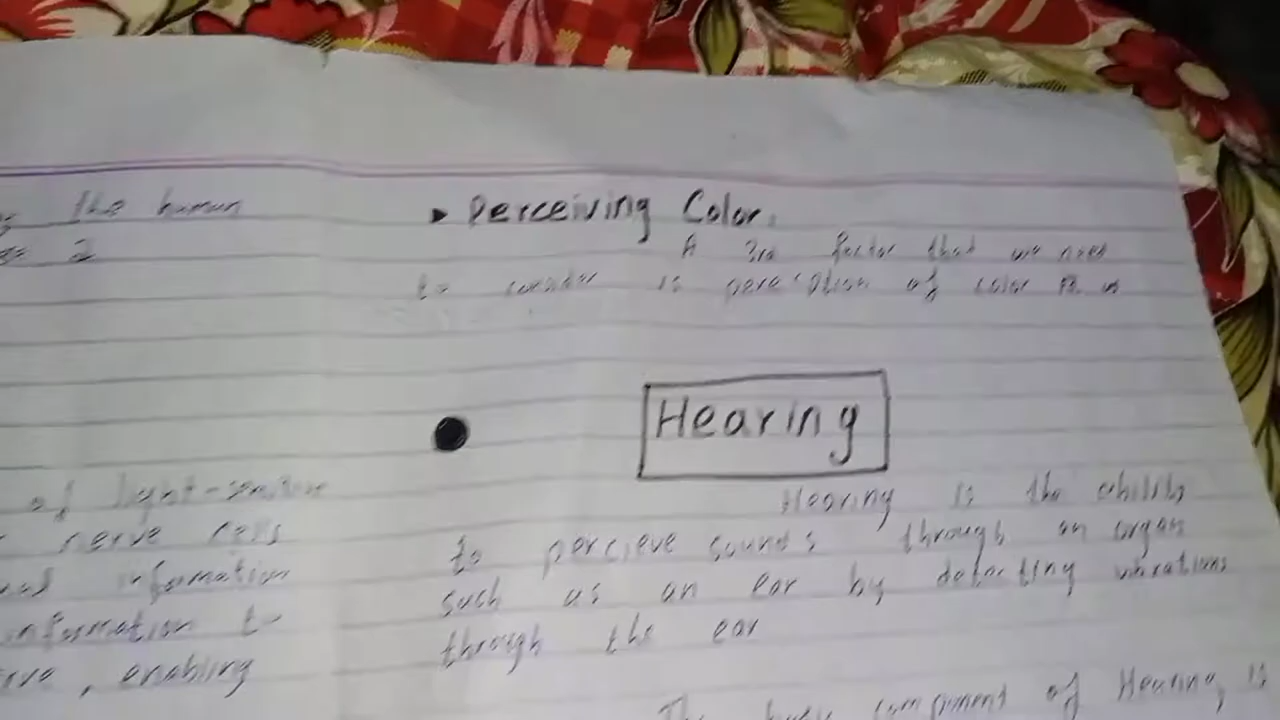 the human
2
of light-sensitive
nerve cells
information
information to
, enabling
▸ Perceiving Color.
A 3rd factor that we need
to consider is perception of color
Hearing
Hearing is the ability
to percieve sounds through an organ
such as an ear by detecting vibrations
through the ear
The component of Hearing is